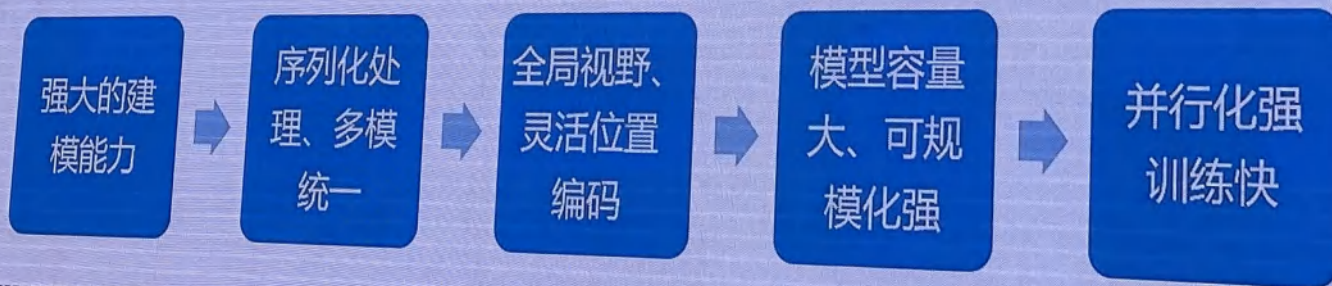 强大的建
模能力
序列化处
理、多模
统一
全局视野、
灵活位置
编码
模型容量
大、可规
模化强
并行化强
训练快